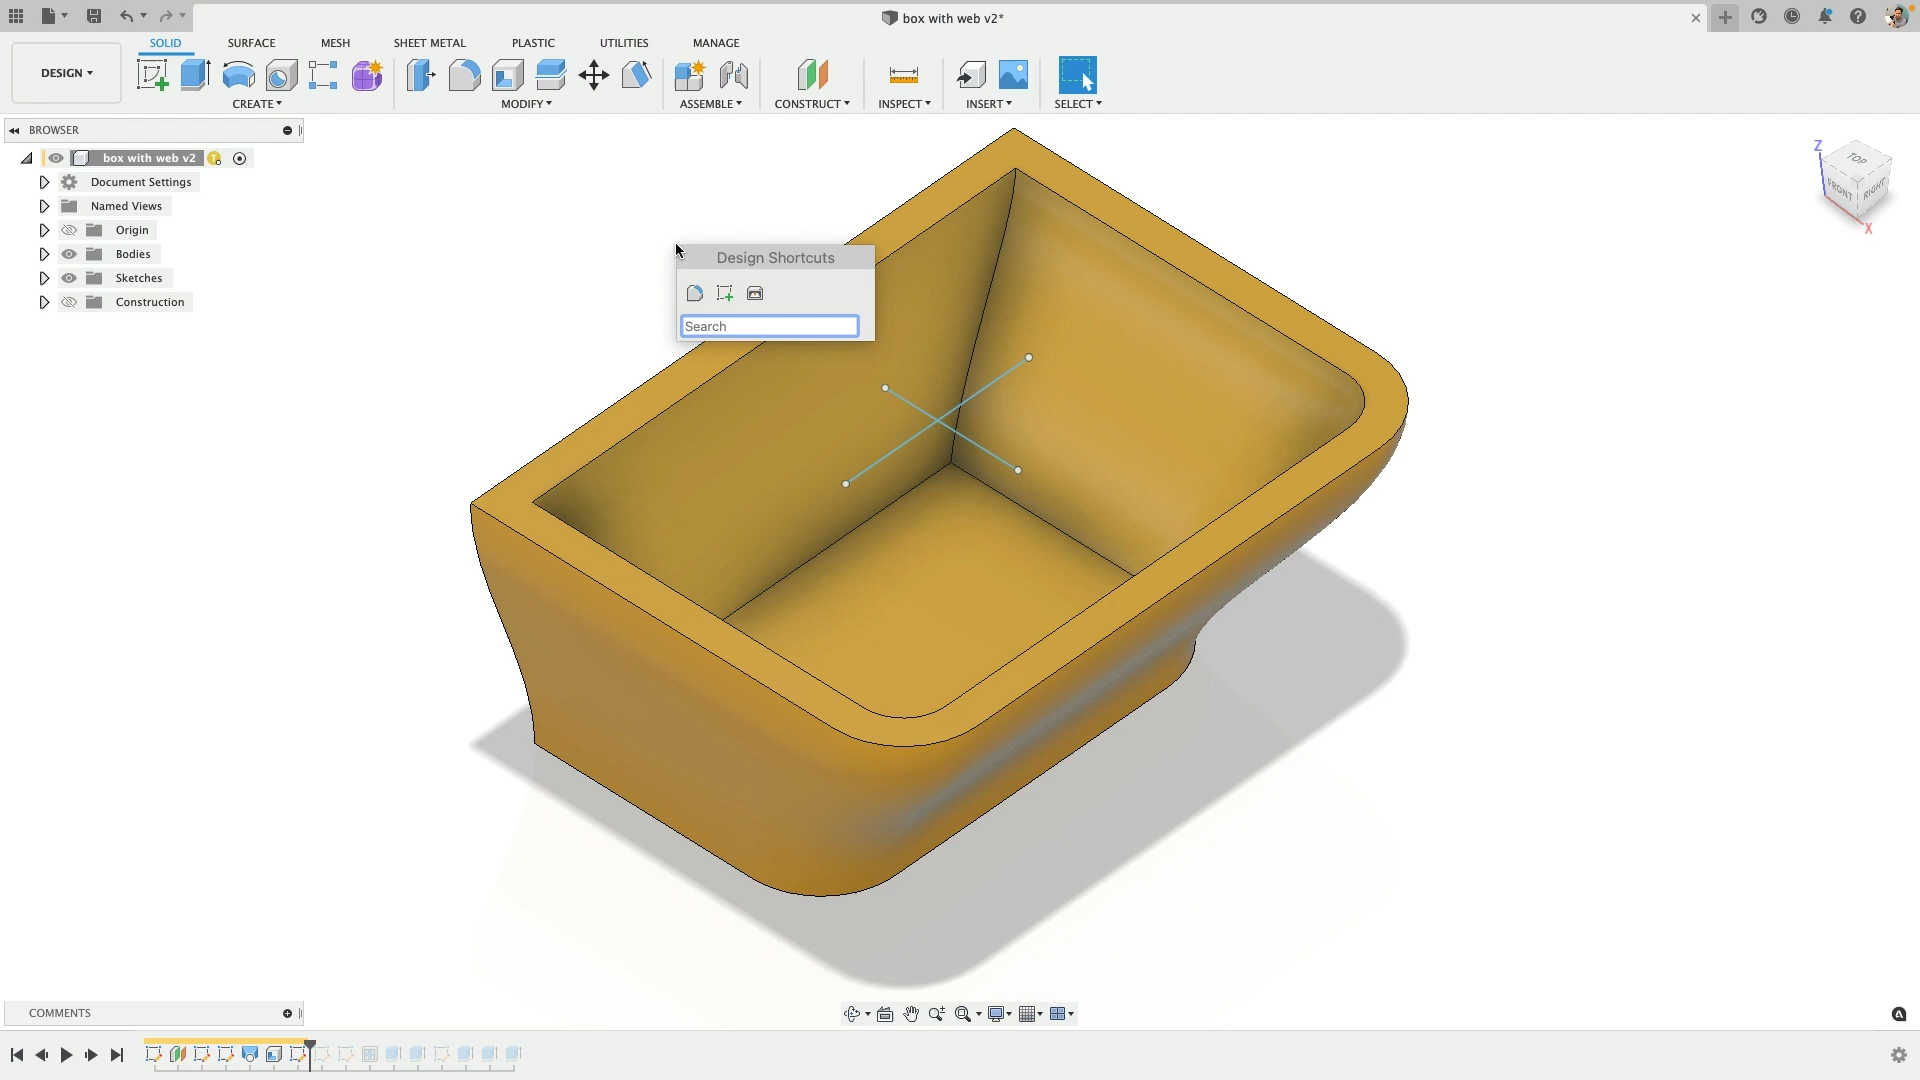 box with web v2*
SOLID SURFACE MESH SHEET METAL PLASTIC UTILITIES MANAGE
DESIGN
CREATE MODIFY ASSEMBLE CONSTRUCT INSPECT INSERT SELECT
BROWSER
box with web v2
Document Settings
Named Views
Origin
Bodies
Sketches
Construction
Design Shortcuts
Search
Z
TOP
FRONT RIGHT
X
COMMENTS